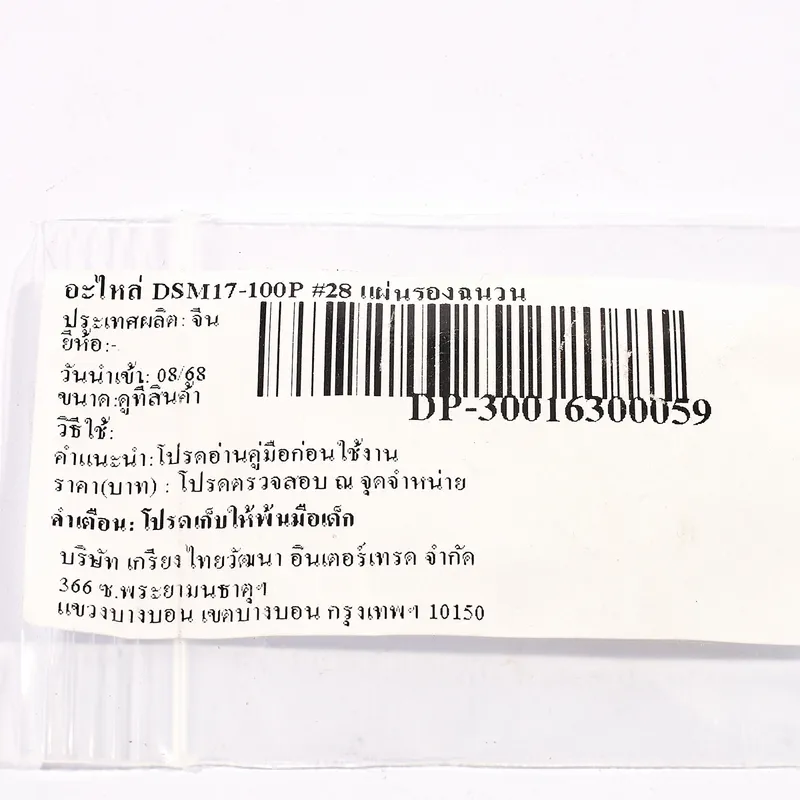 อะไหล่ DSM17-100P #28 แผ่นรองฉนวน
ประเทศผลิต: จีน
ยี่ห้อ:-
วันนำเข้า: 08/68
ขนาด:ดูที่สินค้า
DP-30016300059
วิธีใช้:
คำแนะนำ:โปรดอ่านคู่มือก่อนใช้งาน
ราคา(บาท) : โปรดตรวจสอบ ณ จุดจำหน่าย
คำเตือน: โปรดเก็บให้พ้นมือเด็ก
บริษัท เกรียงไทยวัฒนา อินเตอร์เทรด จำกัด
366 ซ.พระยามนธาตุฯ
แขวงบางบอน เขตบางบอน กรุงเทพฯ 10150